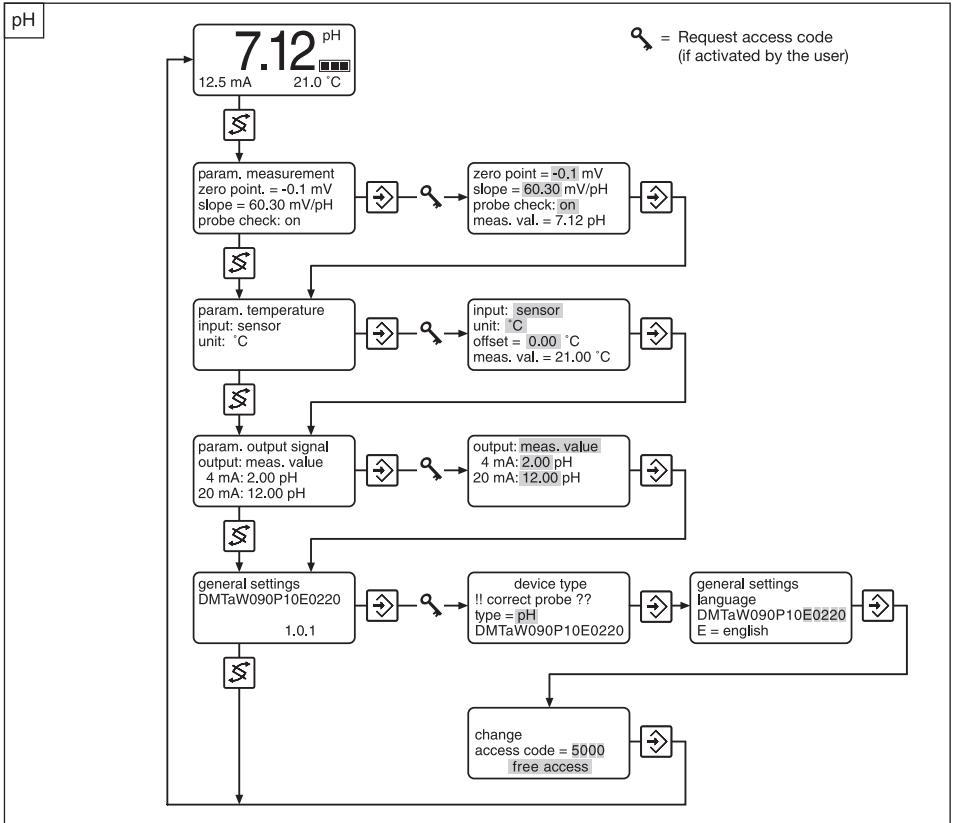 pH
= Request access code
(if activated by the user)
7.12 pH
12.5 mA 21.0 °C
param. measurement
zero point. = -0.1 mV
slope = 60.30 mV/pH
probe check: on
zero point = -0.1 mV
slope = 60.30 mV/pH
probe check: on
meas. val. = 7.12 pH
param. temperature
input: sensor
unit: °C
input: sensor
unit: °C
offset = 0.00 °C
meas. val. = 21.00 °C
param. output signal
output: meas. value
4 mA: 2.00 pH
20 mA: 12.00 pH
output: meas. value
4 mA: 2.00 pH
20 mA: 12.00 pH
general settings
DMTaW090P10E0220
1.0.1
device type
!! correct probe ??
type = pH
DMTaW090P10E0220
general settings
language
DMTaW090P10E0220
E = english
change
access code = 5000
free access